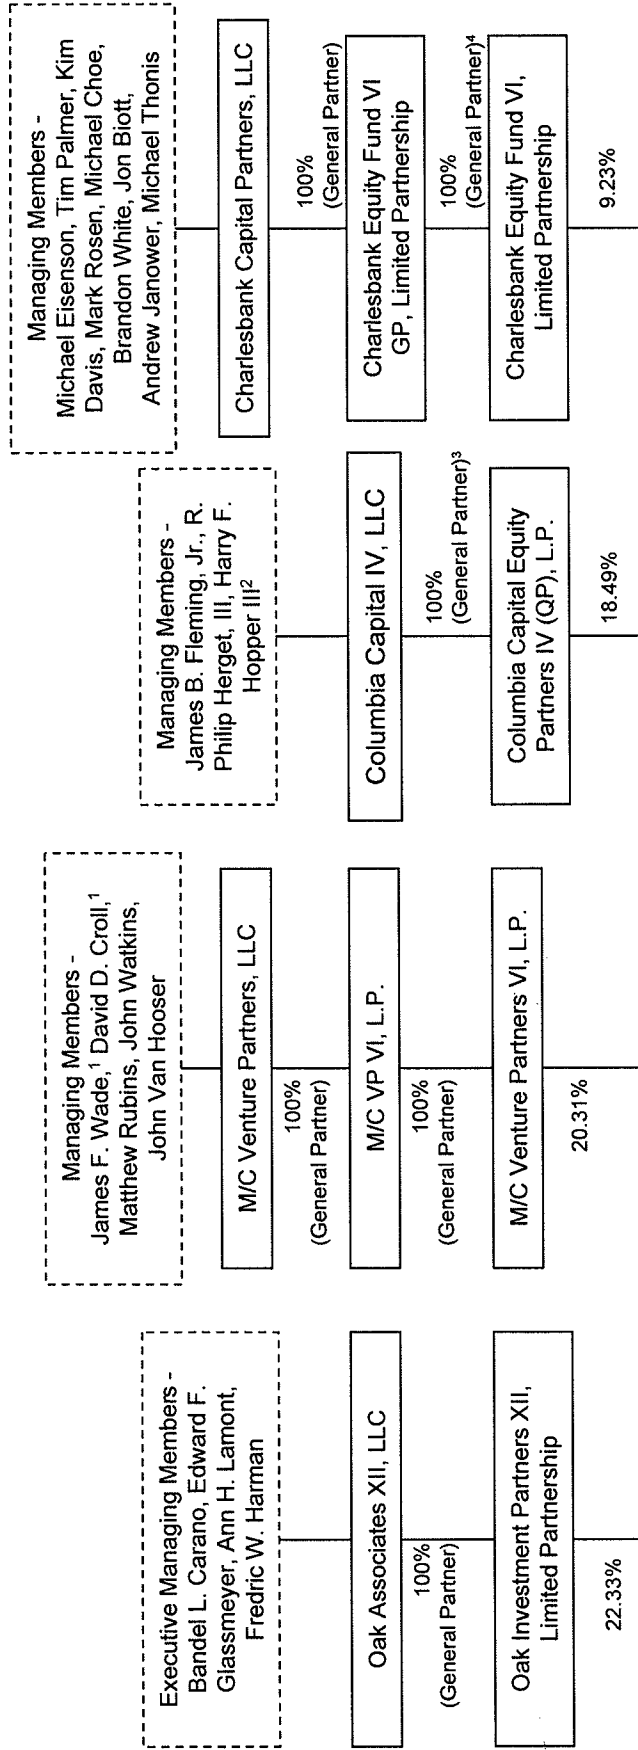 Executive Managing Members -
Bandel L. Carano, Edward F.
Glassmeyer, Ann H. Lamont,
Fredric W. Harman
Oak Associates XII, LLC
100%
(General Partner)
Oak Investment Partners XII,
Limited Partnership
22.33%
Managing Members -
James F. Wade,¹ David D. Croll,¹
Matthew Rubins, John Watkins,
John Van Hooser
M/C Venture Partners, LLC
100%
(General Partner)
M/C VP VI, L.P.
100%
(General Partner)
M/C Venture Partners VI, L.P.
20.31%
Managing Members -
James B. Fleming, Jr., R.
Philip Herget, III, Harry F.
Hopper III²
Columbia Capital IV, LLC
100%
(General Partner)³
Columbia Capital Equity
Partners IV (QP), L.P.
18.49%
Managing Members -
Michael Eisenson, Tim Palmer, Kim
Davis, Mark Rosen, Michael Choe,
Brandon White, Jon Biott,
Andrew Janower, Michael Thonis
Charlesbank Capital Partners, LLC
100%
(General Partner)
Charlesbank Equity Fund VI
GP, Limited Partnership
100%
(General Partner)⁴
Charlesbank Equity Fund VI,
Limited Partnership
9.23%